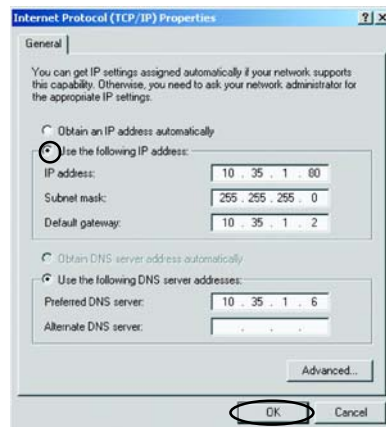 Internet Protocol (TCP/IP) Properties
General
You can get IP settings assigned automatically if your network supports
this capability. Otherwise, you need to ask your network administrator for
the appropriate IP settings.
Obtain an IP address automatically
Use the following IP address:
IP address: 10 . 35 . 1 . 80
Subnet mask: 255 . 255 . 255 . 0
Default gateway: 10 . 35 . 1 . 2
Obtain DNS server address automatically
Use the following DNS server addresses:
Preferred DNS server: 10 . 35 . 1 . 6
Alternate DNS server: . . .
Advanced...
OK Cancel